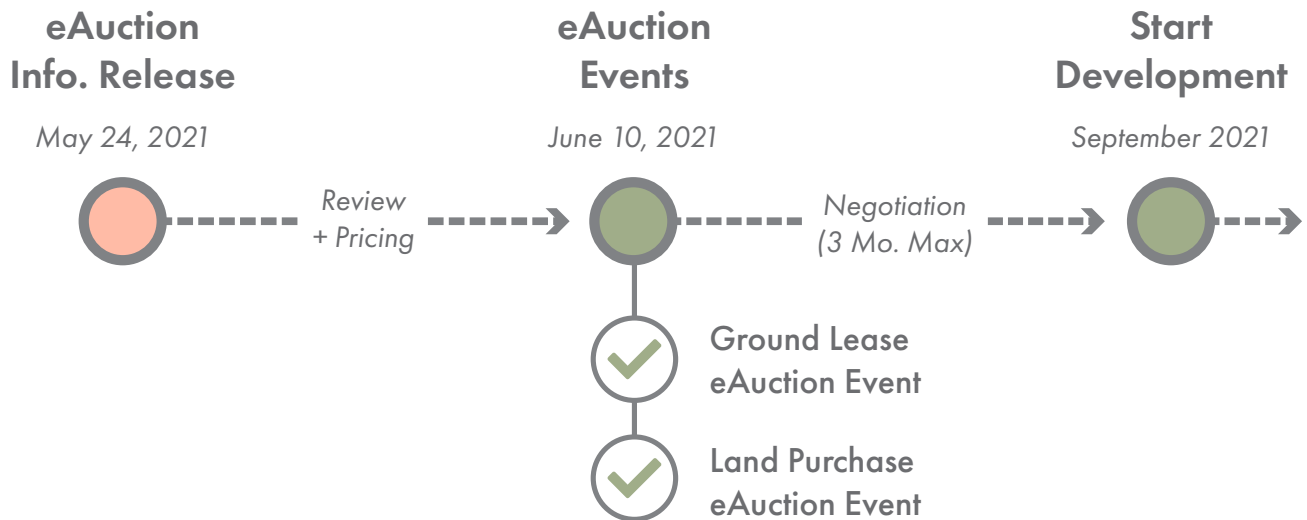 eAuction
Info. Release
May 24, 2021
Review
+ Pricing
eAuction
Events
June 10, 2021
Negotiation
(3 Mo. Max)
Start
Development
September 2021
Ground Lease
eAuction Event
Land Purchase
eAuction Event